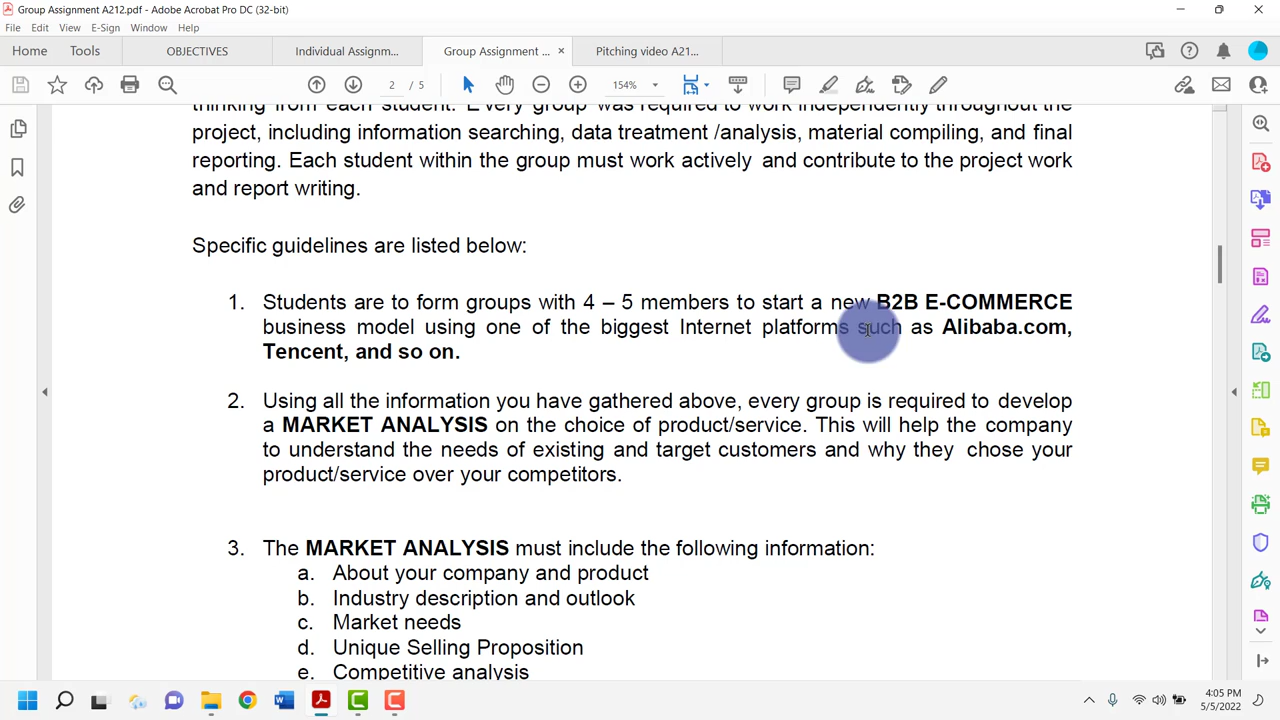 Group Assignment A212.pdf - Adobe Acrobat Pro DC (32-bit)
File Edit View E-Sign Window Help
Home Tools OBJECTIVES Individual Assignm... Group Assignment ... × Pitching video A21...
2 / 5 154%
thinking from each student. Every group was required to work independently throughout the
project, including information searching, data treatment /analysis, material compiling, and final
reporting. Each student within the group must work actively and contribute to the project work
and report writing.
Specific guidelines are listed below:
1. Students are to form groups with 4 – 5 members to start a new B2B E-COMMERCE
business model using one of the biggest Internet platforms such as Alibaba.com,
Tencent, and so on.
2. Using all the information you have gathered above, every group is required to develop
a MARKET ANALYSIS on the choice of product/service. This will help the company
to understand the needs of existing and target customers and why they chose your
product/service over your competitors.
3. The MARKET ANALYSIS must include the following information:
a. About your company and product
b. Industry description and outlook
c. Market needs
d. Unique Selling Proposition
e. Competitive analysis
4:05 PM
5/5/2022